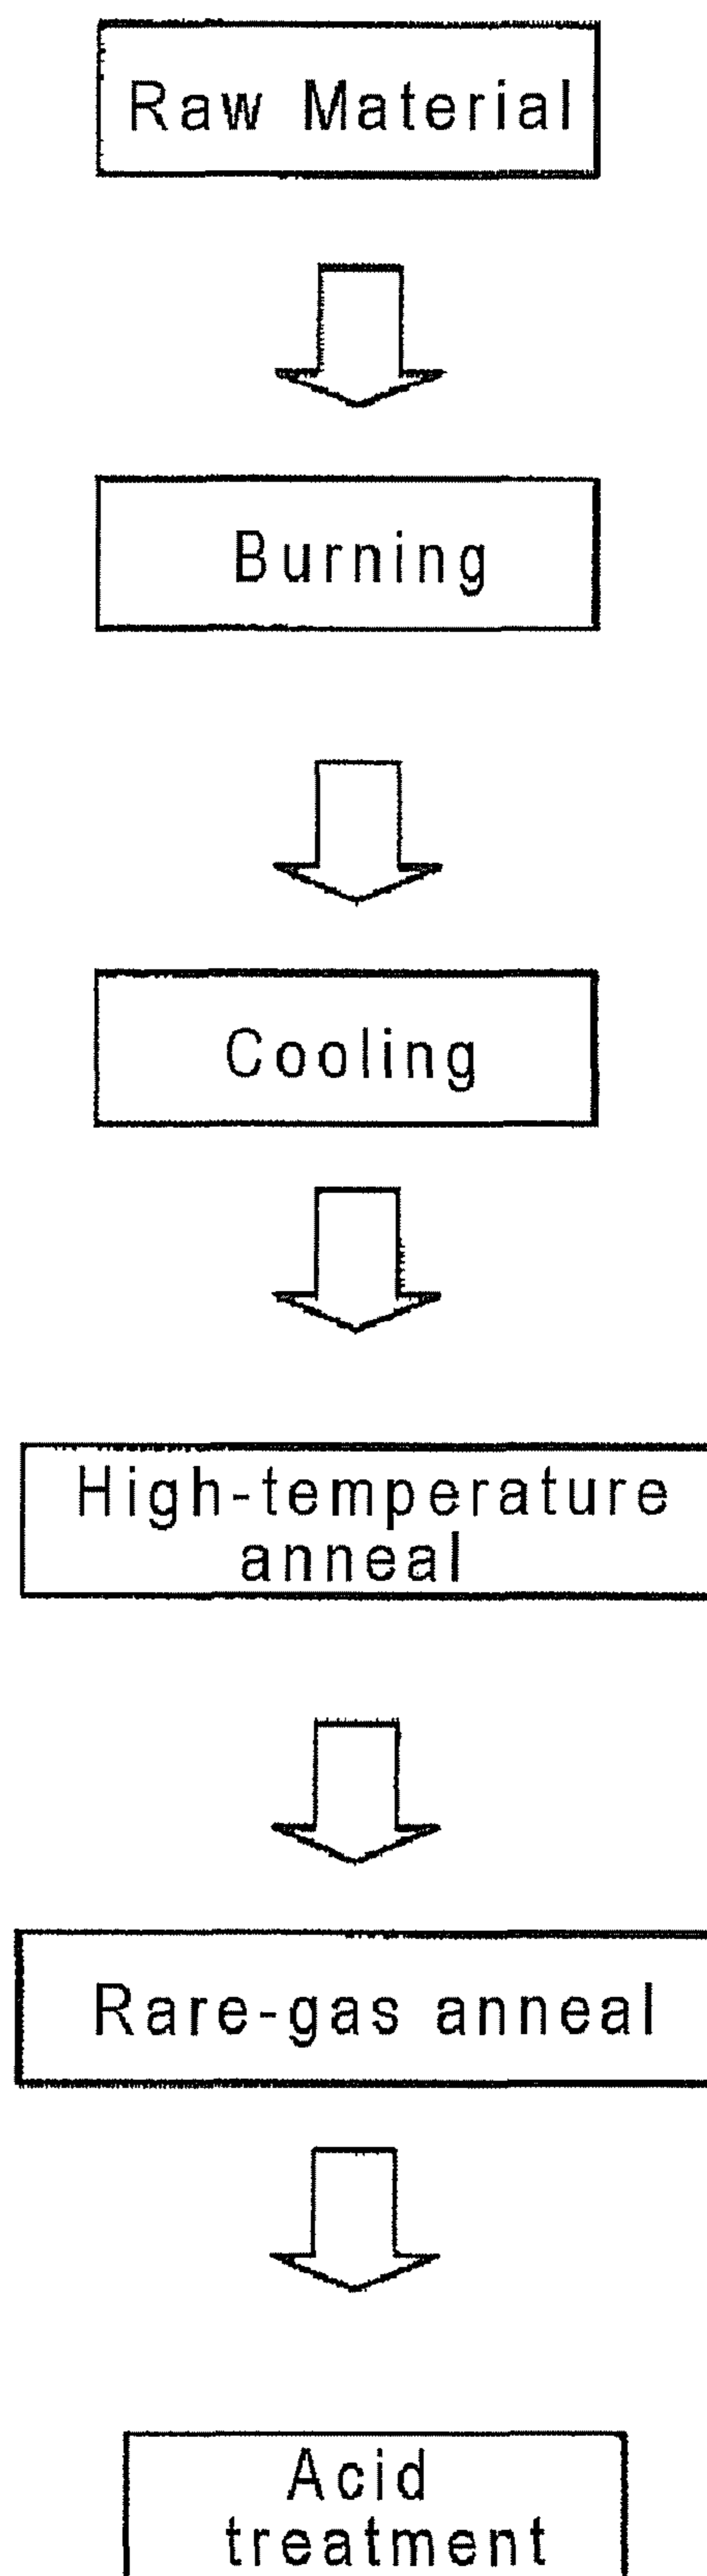 Raw Material
Burning
Cooling
High-temperature
anneal
Rare-gas anneal
Acid
treatment